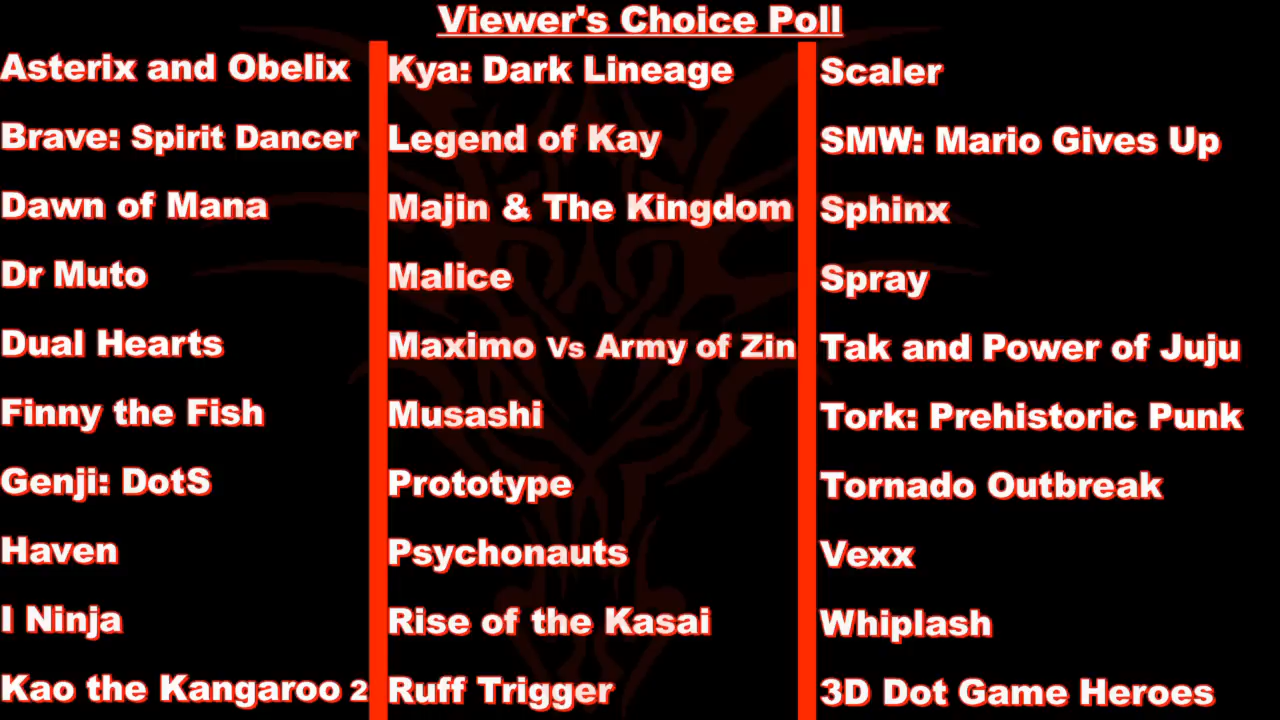 Viewer's Choice Poll
Asterix and Obelix
Brave: Spirit Dancer
Dawn of Mana
Dr Muto
Dual Hearts
Finny the Fish
Genji: DotS
Haven
I Ninja
Kao the Kangaroo 2
Kya: Dark Lineage
Legend of Kay
Majin & The Kingdom
Malice
Maximo Vs Army of Zin
Musashi
Prototype
Psychonauts
Rise of the Kasai
Ruff Trigger
Scaler
SMW: Mario Gives Up
Sphinx
Spray
Tak and Power of Juju
Tork: Prehistoric Punk
Tornado Outbreak
Vexx
Whiplash
3D Dot Game Heroes